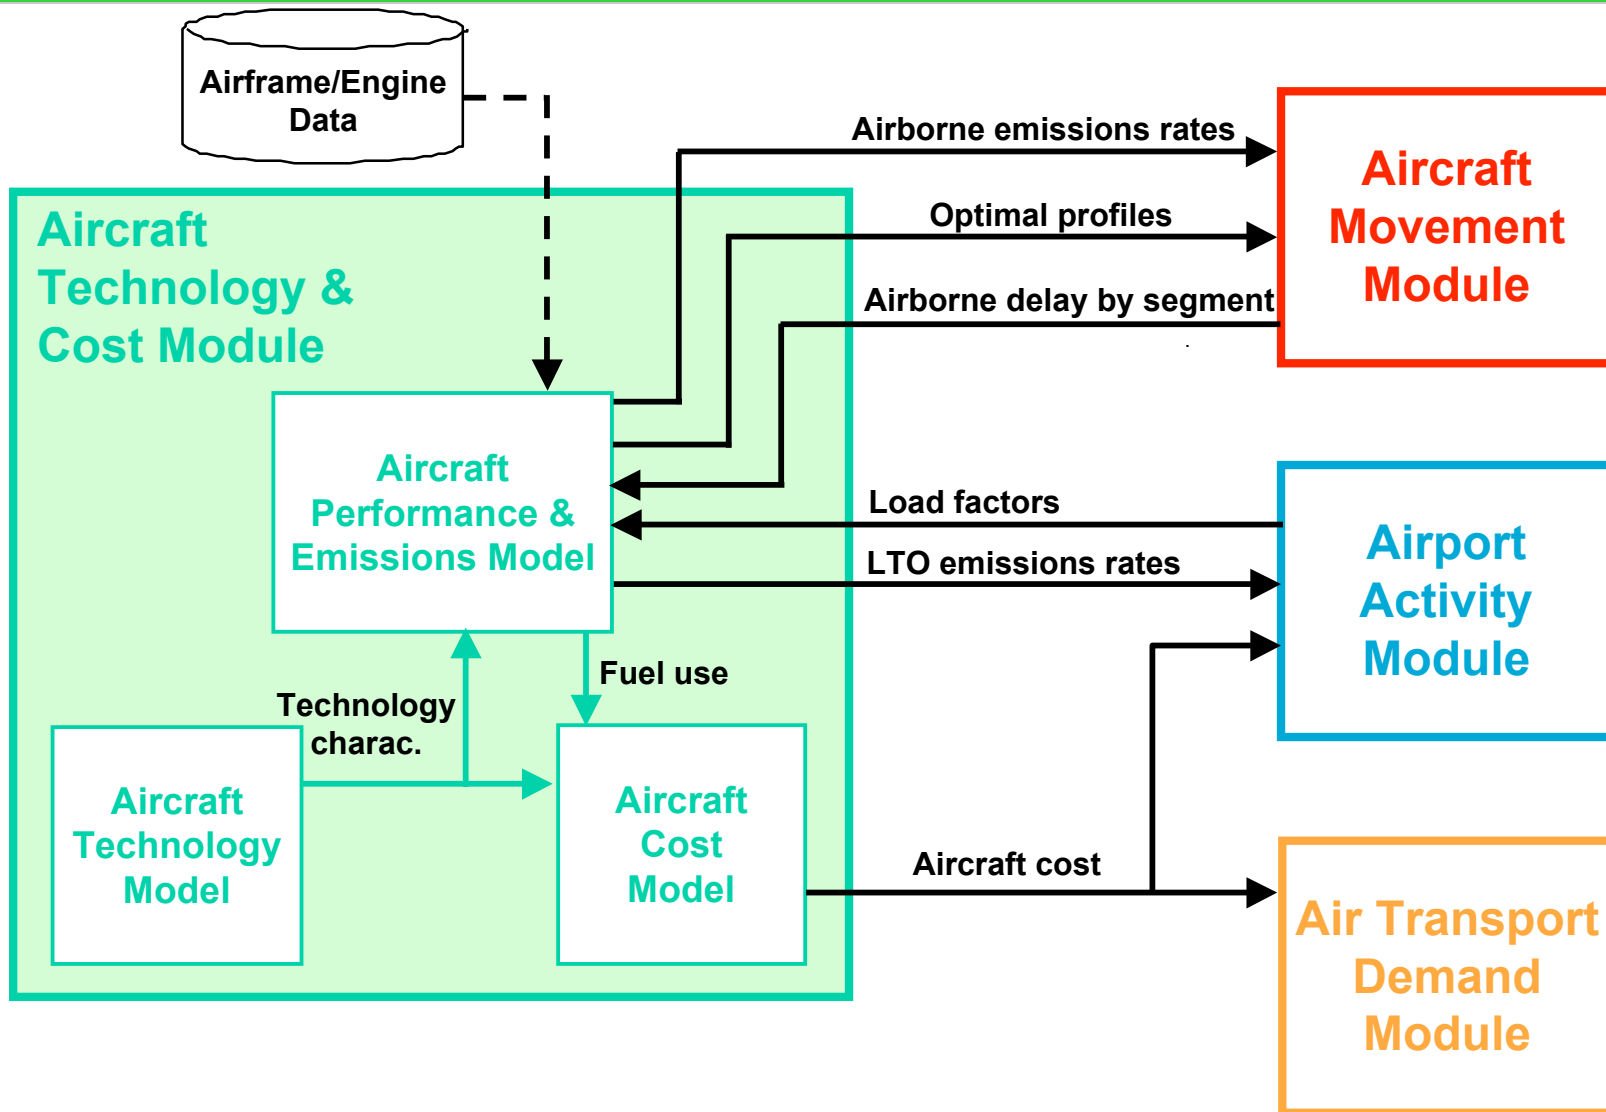 Airframe/Engine
Data
Airborne emissions rates
Optimal profiles
Airborne delay by segment
Aircraft
Movement
Module
Aircraft
Technology &
Cost Module
Aircraft
Performance &
Emissions Model
Load factors
LTO emissions rates
Airport
Activity
Module
Fuel use
Technology
charac.
Aircraft
Technology
Model
Aircraft
Cost
Model
Aircraft cost
Air Transport
Demand
Module